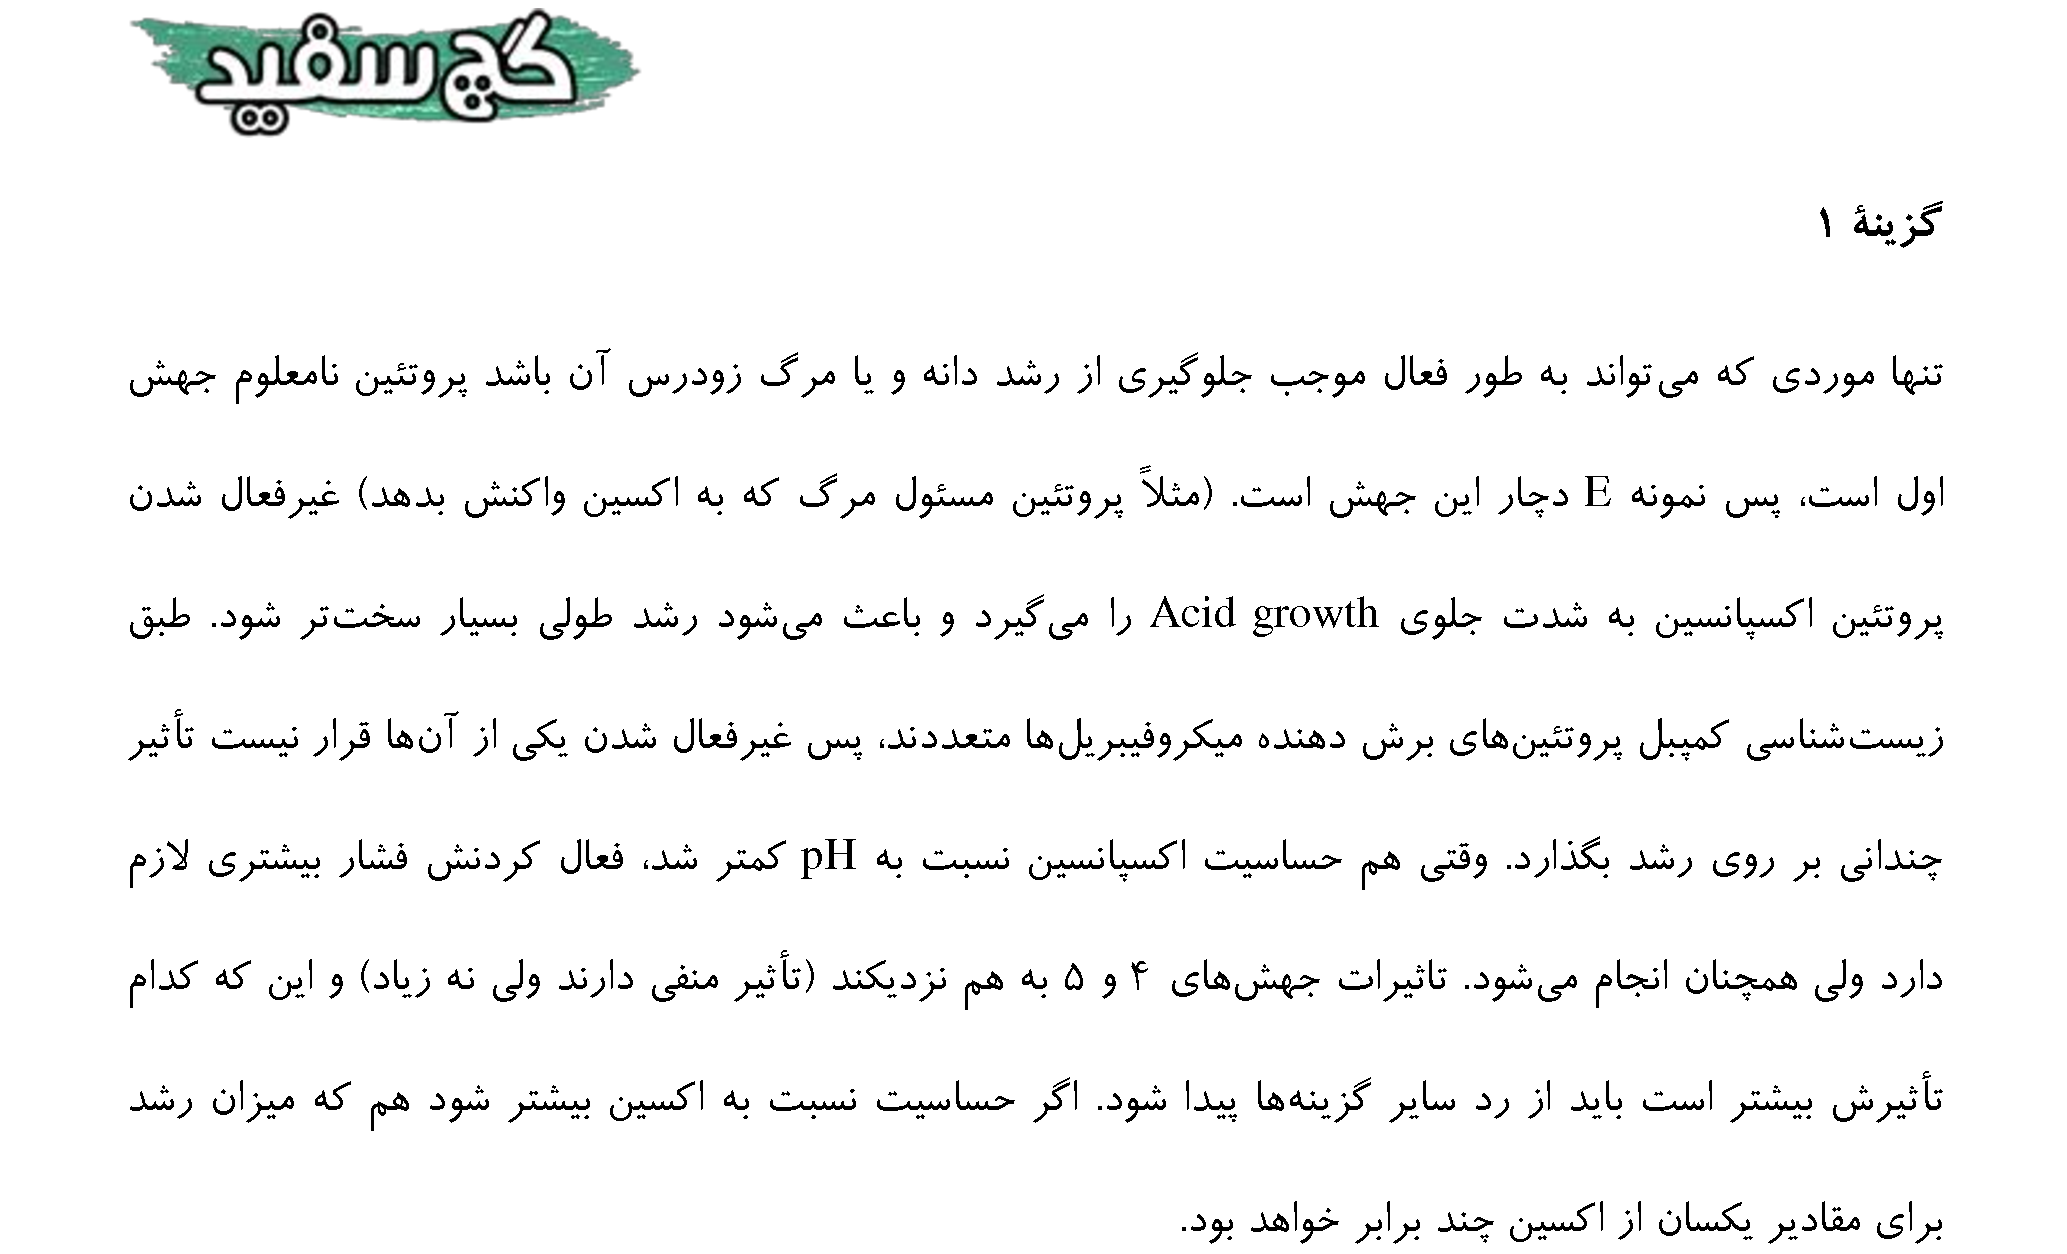 گچ سفید
گزینهٔ ۱
تنها موردی که می‌تواند به طور فعال موجب جلوگیری از رشد دانه و یا مرگ زودرس آن باشد پروتئین نامعلوم جهش
اول است، پس نمونه E دچار این جهش است. (مثلاً پروتئین مسئول مرگ که به اکسین واکنش بدهد) غیرفعال شدن
پروتئین اکسپانسین به شدت جلوی Acid growth را می‌گیرد و باعث می‌شود رشد طولی بسیار سخت‌تر شود. طبق
زیست‌شناسی کمپبل پروتئین‌های برش دهنده میکروفیبریل‌ها متعددند، پس غیرفعال شدن یکی از آن‌ها قرار نیست تأثیر
چندانی بر روی رشد بگذارد. وقتی هم حساسیت اکسپانسین نسبت به pH کمتر شد، فعال کردنش فشار بیشتری لازم
دارد ولی همچنان انجام می‌شود. تاثیرات جهش‌های ۴ و ۵ به هم نزدیکند (تأثیر منفی دارند ولی نه زیاد) و این که کدام
تأثیرش بیشتر است باید از رد سایر گزینه‌ها پیدا شود. اگر حساسیت نسبت به اکسین بیشتر شود هم که میزان رشد
برای مقادیر یکسان از اکسین چند برابر خواهد بود.